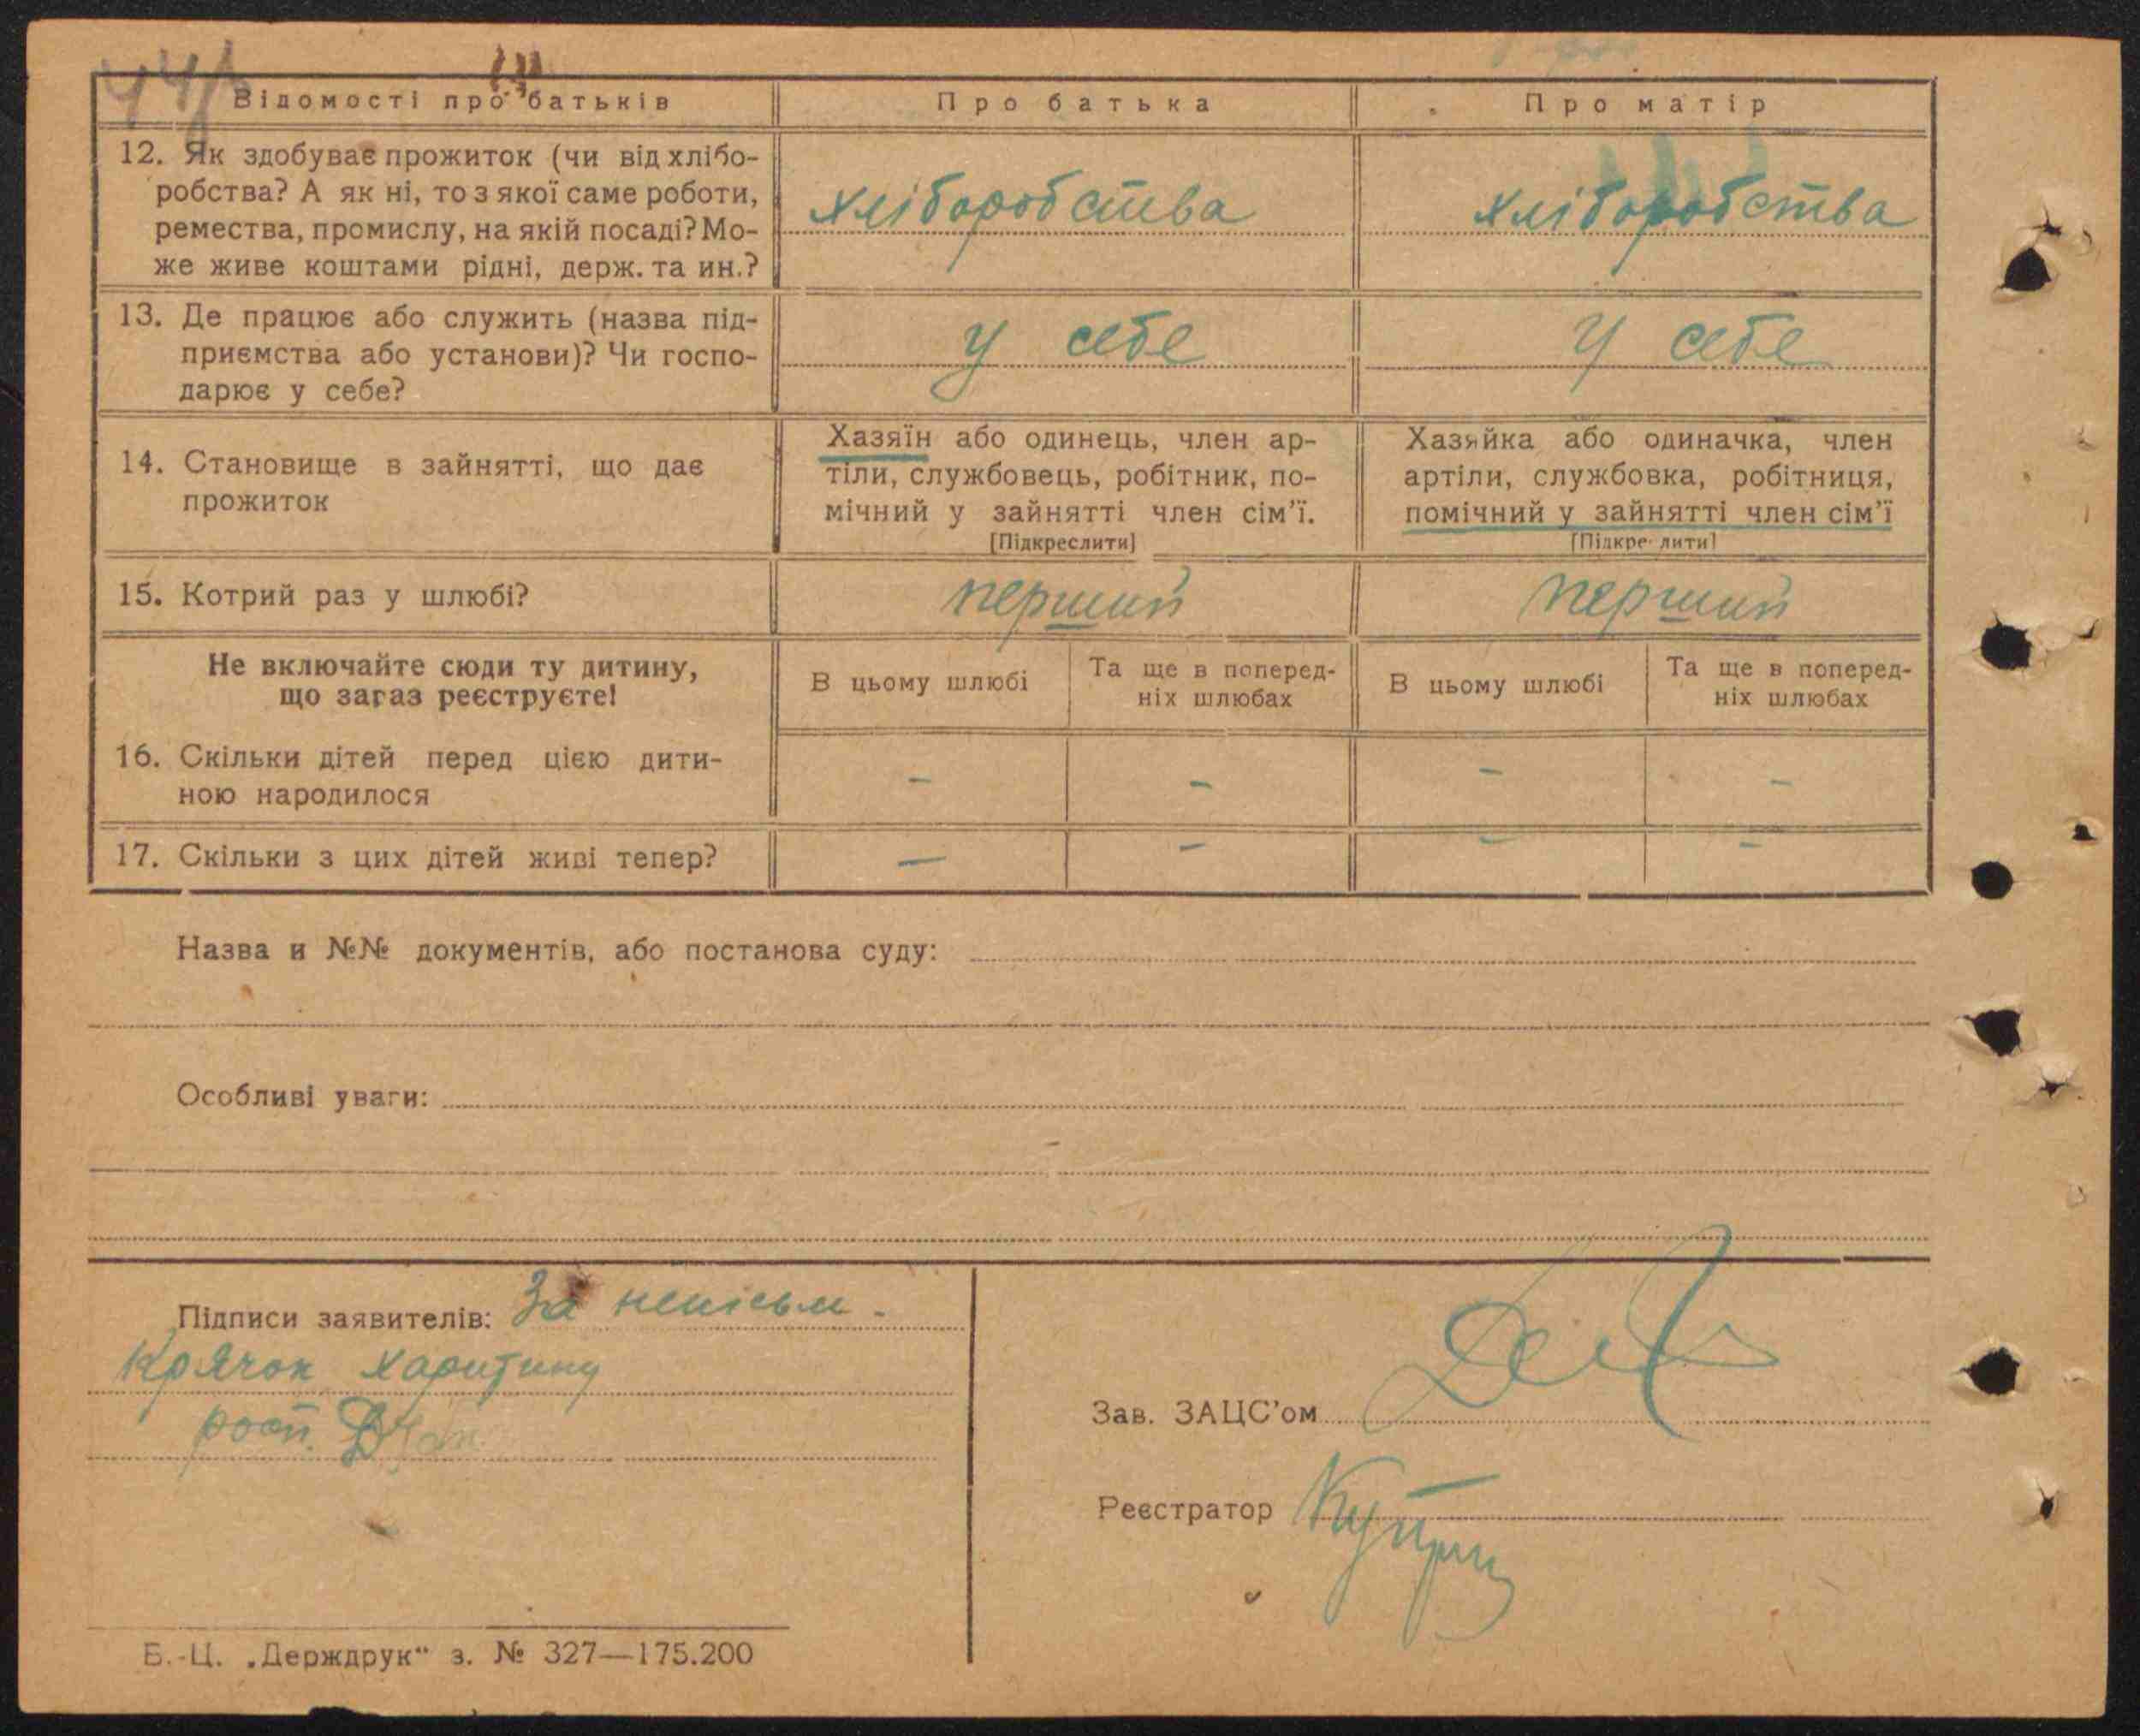 Відомості про батьків
Про батька
Про матір
12. Як здобуває прожиток (чи від хлібо-
робства? А як ні, то з якої саме роботи,
ремества, промислу, на якій посаді? Мо-
же живе коштами рідні, держ. та ин.?
хліборобства
хліборобства
13. Де працює або служить (назва під-
приємства або установи)? Чи госпо-
дарює у себе?
У себе
У себе
14. Становище в зайнятті, що дає
прожиток
Хазяїн або одинець, член ар-
тіли, службовець, робітник, по-
мічний у зайнятті член сім'ї.
[Підкреслити]
Хазяйка або одиначка, член
артіли, службовка, робітниця,
помічний у зайнятті член сім'ї
[Підкреслити]
15. Котрий раз у шлюбі?
перший
перший
Не включайте сюди ту дитину,
що зараз реєструєте!
В цьому шлюбі
Та ще в поперед-
ніх шлюбах
В цьому шлюбі
Та ще в поперед-
ніх шлюбах
16. Скільки дітей перед цією дити-
ною народилося
- - - -
17. Скільки з цих дітей живі тепер?
- - - -
Назва и №№ документів, або постанова суду:
Особливі уваги:
Підписи заявителів: За неписьм.
Крячок Харитину
росп.
Зав. ЗАЦС'ом
Реєстратор
Б.-Ц. „Держдрук“ з. № 327—175.200